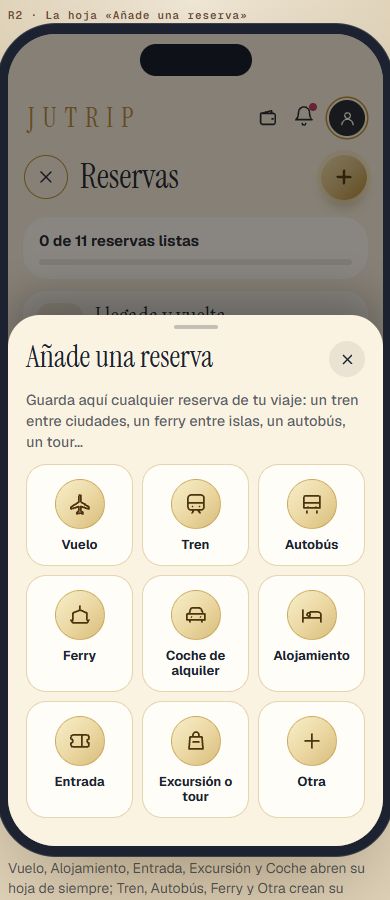 R2 · La hoja «Añade una reserva»
JUTRIP
Reservas
0 de 11 reservas listas
Llegada y vuelta
Añade una reserva
Guarda aquí cualquier reserva de tu viaje: un tren
entre ciudades, un ferry entre islas, un autobús,
un tour…
Vuelo
Tren
Autobús
Ferry
Coche de
alquiler
Alojamiento
Entrada
Excursión o
tour
Otra
Vuelo, Alojamiento, Entrada, Excursión y Coche abren su
hoja de siempre; Tren, Autobús, Ferry y Otra crean su